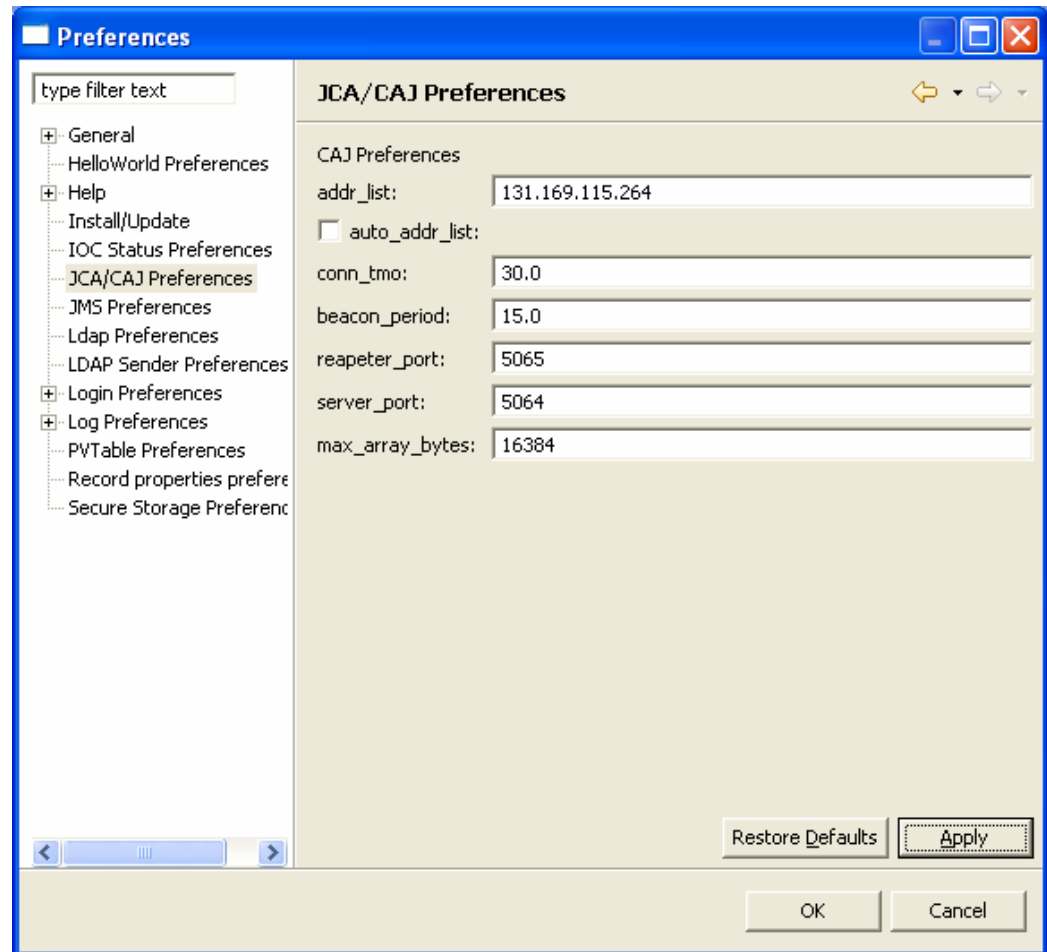 Preferences
type filter text
General
HelloWorld Preferences
Help
Install/Update
IOC Status Preferences
JCA/CAJ Preferences
JMS Preferences
Ldap Preferences
LDAP Sender Preferences
Login Preferences
Log Preferences
PVTable Preferences
Record properties prefere
Secure Storage Preferenc
JCA/CAJ Preferences
CAJ Preferences
addr_list: 131.169.115.264
auto_addr_list:
conn_tmo: 30.0
beacon_period: 15.0
reapeter_port: 5065
server_port: 5064
max_array_bytes: 16384
Restore Defaults Apply
OK Cancel